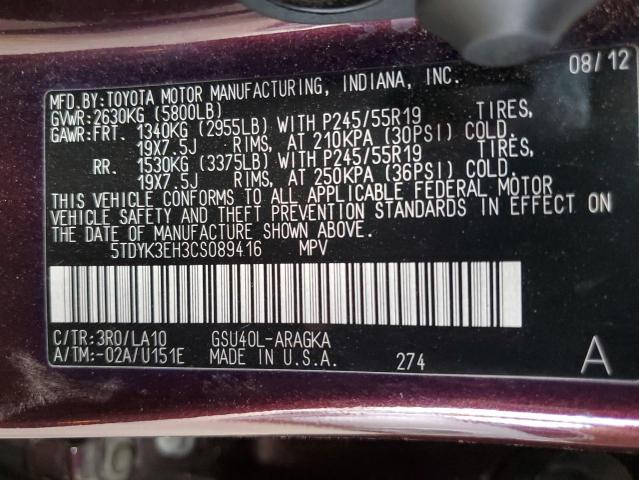 08/12
MFD.BY:TOYOTA MOTOR MANUFACTURING, INDIANA, INC.
GVWR:2630KG (5800LB)
GAWR:FRT. 1340KG (2955LB) WITH P245/55R19 TIRES,
19X7.5J RIMS, AT 210KPA (30PSI) COLD.
RR. 1530KG (3375LB) WITH P245/55R19 TIRES,
19X7.5J RIMS, AT 250KPA (36PSI) COLD.
THIS VEHICLE CONFORMS TO ALL APPLICABLE FEDERAL MOTOR
VEHICLE SAFETY AND THEFT PREVENTION STANDARDS IN EFFECT ON
THE DATE OF MANUFACTURE SHOWN ABOVE.
5TDYK3EH3CS089416 MPV
C/TR:3R0/LA10 GSU40L-ARAGKA
A/TM:-02A/U151E MADE IN U.S.A. 274 A